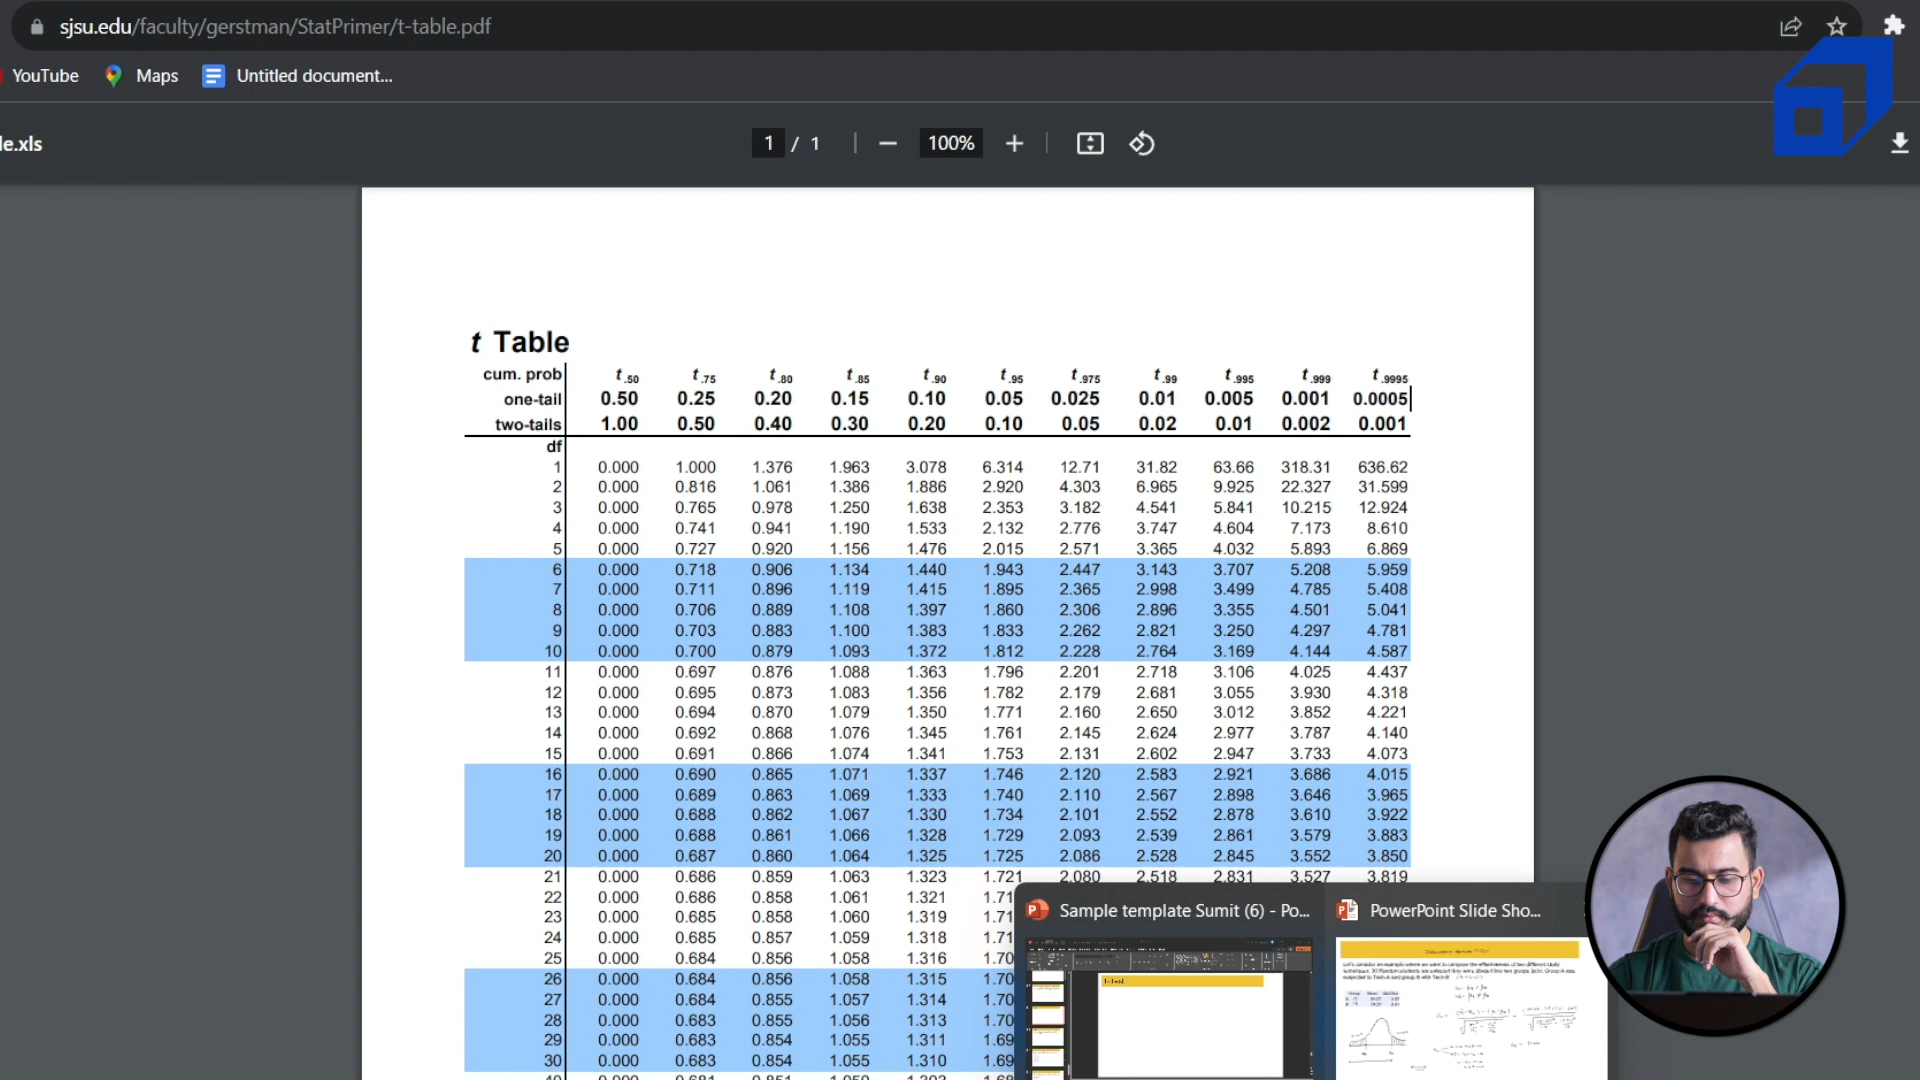 sjsu.edu/faculty/gerstman/StatPrimer/t-table.pdf
YouTube Maps Untitled document...
le.xls 1 / 1 100%
t Table
cum. prob t .50 t .75 t .80 t .85 t .90 t .95 t .975 t .99 t .995 t .999 t .9995
one-tail 0.50 0.25 0.20 0.15 0.10 0.05 0.025 0.01 0.005 0.001 0.0005
two-tails 1.00 0.50 0.40 0.30 0.20 0.10 0.05 0.02 0.01 0.002 0.001
df
1 0.000 1.000 1.376 1.963 3.078 6.314 12.71 31.82 63.66 318.31 636.62
2 0.000 0.816 1.061 1.386 1.886 2.920 4.303 6.965 9.925 22.327 31.599
3 0.000 0.765 0.978 1.250 1.638 2.353 3.182 4.541 5.841 10.215 12.924
4 0.000 0.741 0.941 1.190 1.533 2.132 2.776 3.747 4.604 7.173 8.610
5 0.000 0.727 0.920 1.156 1.476 2.015 2.571 3.365 4.032 5.893 6.869
6 0.000 0.718 0.906 1.134 1.440 1.943 2.447 3.143 3.707 5.208 5.959
7 0.000 0.711 0.896 1.119 1.415 1.895 2.365 2.998 3.499 4.785 5.408
8 0.000 0.706 0.889 1.108 1.397 1.860 2.306 2.896 3.355 4.501 5.041
9 0.000 0.703 0.883 1.100 1.383 1.833 2.262 2.821 3.250 4.297 4.781
10 0.000 0.700 0.879 1.093 1.372 1.812 2.228 2.764 3.169 4.144 4.587
11 0.000 0.697 0.876 1.088 1.363 1.796 2.201 2.718 3.106 4.025 4.437
12 0.000 0.695 0.873 1.083 1.356 1.782 2.179 2.681 3.055 3.930 4.318
13 0.000 0.694 0.870 1.079 1.350 1.771 2.160 2.650 3.012 3.852 4.221
14 0.000 0.692 0.868 1.076 1.345 1.761 2.145 2.624 2.977 3.787 4.140
15 0.000 0.691 0.866 1.074 1.341 1.753 2.131 2.602 2.947 3.733 4.073
16 0.000 0.690 0.865 1.071 1.337 1.746 2.120 2.583 2.921 3.686 4.015
17 0.000 0.689 0.863 1.069 1.333 1.740 2.110 2.567 2.898 3.646 3.965
18 0.000 0.688 0.862 1.067 1.330 1.734 2.101 2.552 2.878 3.610 3.922
19 0.000 0.688 0.861 1.066 1.328 1.729 2.093 2.539 2.861 3.579 3.883
20 0.000 0.687 0.860 1.064 1.325 1.725 2.086 2.528 2.845 3.552 3.850
21 0.000 0.686 0.859 1.063 1.323 1.721 2.080 2.518 2.831 3.527 3.819
22 0.000 0.686 0.858 1.061 1.321 1.71
23 0.000 0.685 0.858 1.060 1.319 1.71
24 0.000 0.685 0.857 1.059 1.318 1.71
25 0.000 0.684 0.856 1.058 1.316 1.70
26 0.000 0.684 0.856 1.058 1.315 1.70
27 0.000 0.684 0.855 1.057 1.314 1.70
28 0.000 0.683 0.855 1.056 1.313 1.70
29 0.000 0.683 0.854 1.055 1.311 1.69
30 0.000 0.683 0.854 1.055 1.310 1.69
Sample template Sumit (6) - Po... PowerPoint Slide Sho...